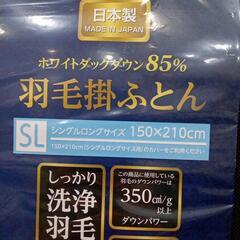 日本製
MADE IN JAPAN
ホワイトダックダウン85%
羽毛掛ふとん
SL
シングルロングサイズ 150×210cm
150×210cm(シングルロングサイズ用)のカバーをご利用ください
しっかり
洗浄
羽毛
この商品に使用している
羽毛のダウンパワーは
350cm³/g
以上
ダウンパワー